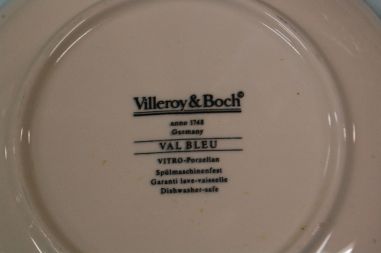 Villeroy & Boch©
anno 1748
Germany
VAL BLEU
VITRO-Porzellan
Spülmaschinenfest
Garanti lave-vaisselle
Dishwasher-safe